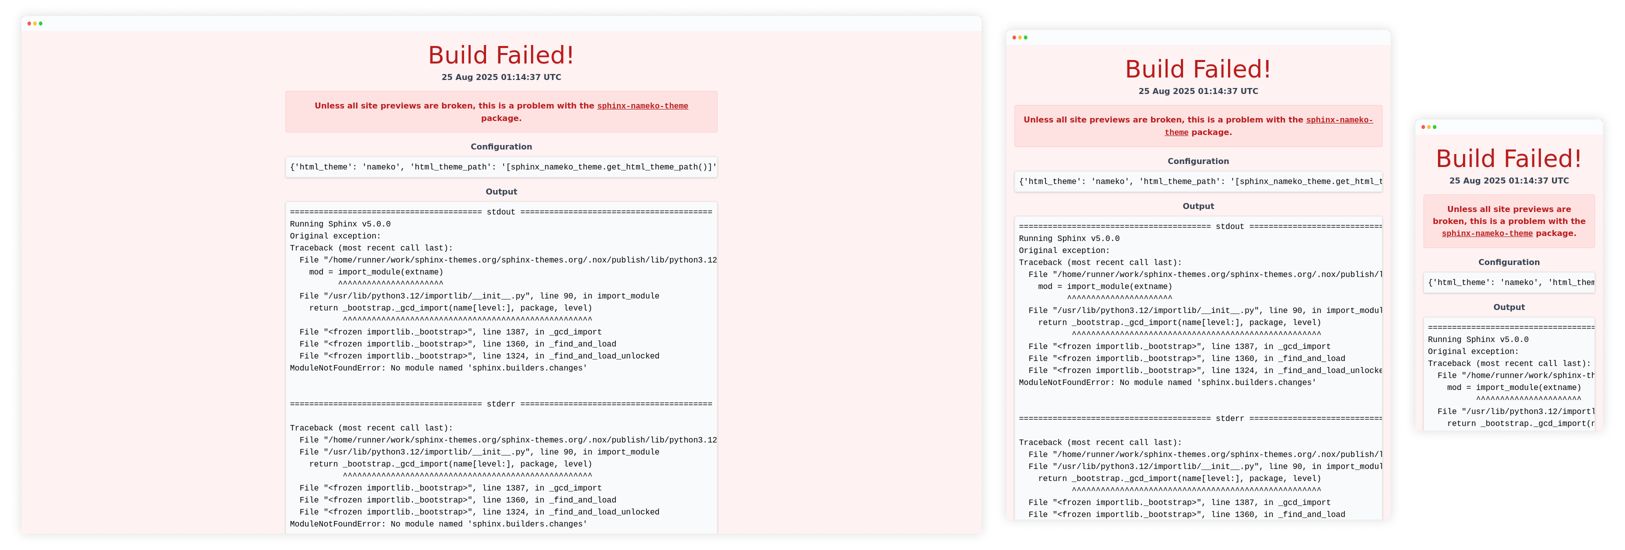 Build Failed!
25 Aug 2025 01:14:37 UTC
Unless all site previews are broken, this is a problem with the sphinx-nameko-theme
package.
Configuration
{'html_theme': 'nameko', 'html_theme_path': '[sphinx_nameko_theme.get_html_theme_path()]'
Output
======================================== stdout ========================================
Running Sphinx v5.0.0
Original exception:
Traceback (most recent call last):
  File "/home/runner/work/sphinx-themes.org/sphinx-themes.org/.nox/publish/lib/python3.12
    mod = import_module(extname)
          ^^^^^^^^^^^^^^^^^^^^^^
  File "/usr/lib/python3.12/importlib/__init__.py", line 90, in import_module
    return _bootstrap._gcd_import(name[level:], package, level)
           ^^^^^^^^^^^^^^^^^^^^^^^^^^^^^^^^^^^^^^^^^^^^^^^^^^^^
  File "<frozen importlib._bootstrap>", line 1387, in _gcd_import
  File "<frozen importlib._bootstrap>", line 1360, in _find_and_load
  File "<frozen importlib._bootstrap>", line 1324, in _find_and_load_unlocked
ModuleNotFoundError: No module named 'sphinx.builders.changes'
======================================== stderr ========================================
Traceback (most recent call last):
  File "/home/runner/work/sphinx-themes.org/sphinx-themes.org/.nox/publish/lib/python3.12
  File "/usr/lib/python3.12/importlib/__init__.py", line 90, in import_module
    return _bootstrap._gcd_import(name[level:], package, level)
           ^^^^^^^^^^^^^^^^^^^^^^^^^^^^^^^^^^^^^^^^^^^^^^^^^^^^
  File "<frozen importlib._bootstrap>", line 1387, in _gcd_import
  File "<frozen importlib._bootstrap>", line 1360, in _find_and_load
  File "<frozen importlib._bootstrap>", line 1324, in _find_and_load_unlocked
ModuleNotFoundError: No module named 'sphinx.builders.changes'
Build Failed!
25 Aug 2025 01:14:37 UTC
Unless all site previews are broken, this is a problem with the sphinx-nameko-
theme package.
Configuration
{'html_theme': 'nameko', 'html_theme_path': '[sphinx_nameko_theme.get_html_t
Output
======================================== stdout ===========================
Running Sphinx v5.0.0
Original exception:
Traceback (most recent call last):
  File "/home/runner/work/sphinx-themes.org/sphinx-themes.org/.nox/publish/l
    mod = import_module(extname)
          ^^^^^^^^^^^^^^^^^^^^^^
  File "/usr/lib/python3.12/importlib/__init__.py", line 90, in import_modul
    return _bootstrap._gcd_import(name[level:], package, level)
           ^^^^^^^^^^^^^^^^^^^^^^^^^^^^^^^^^^^^^^^^^^^^^^^^^^^^
  File "<frozen importlib._bootstrap>", line 1387, in _gcd_import
  File "<frozen importlib._bootstrap>", line 1360, in _find_and_load
  File "<frozen importlib._bootstrap>", line 1324, in _find_and_load_unlocke
ModuleNotFoundError: No module named 'sphinx.builders.changes'
======================================== stderr ===========================
Traceback (most recent call last):
  File "/home/runner/work/sphinx-themes.org/sphinx-themes.org/.nox/publish/l
  File "/usr/lib/python3.12/importlib/__init__.py", line 90, in import_modul
    return _bootstrap._gcd_import(name[level:], package, level)
           ^^^^^^^^^^^^^^^^^^^^^^^^^^^^^^^^^^^^^^^^^^^^^^^^^^^^
  File "<frozen importlib._bootstrap>", line 1387, in _gcd_import
  File "<frozen importlib._bootstrap>", line 1360, in _find_and_load
Build Failed!
25 Aug 2025 01:14:37 UTC
Unless all site previews are
broken, this is a problem with the
sphinx-nameko-theme package.
Configuration
{'html_theme': 'nameko', 'html_them
Output
===================================
Running Sphinx v5.0.0
Original exception:
Traceback (most recent call last):
  File "/home/runner/work/sphinx-th
    mod = import_module(extname)
          ^^^^^^^^^^^^^^^^^^^^^^
  File "/usr/lib/python3.12/importl
    return _bootstrap._gcd_import(n